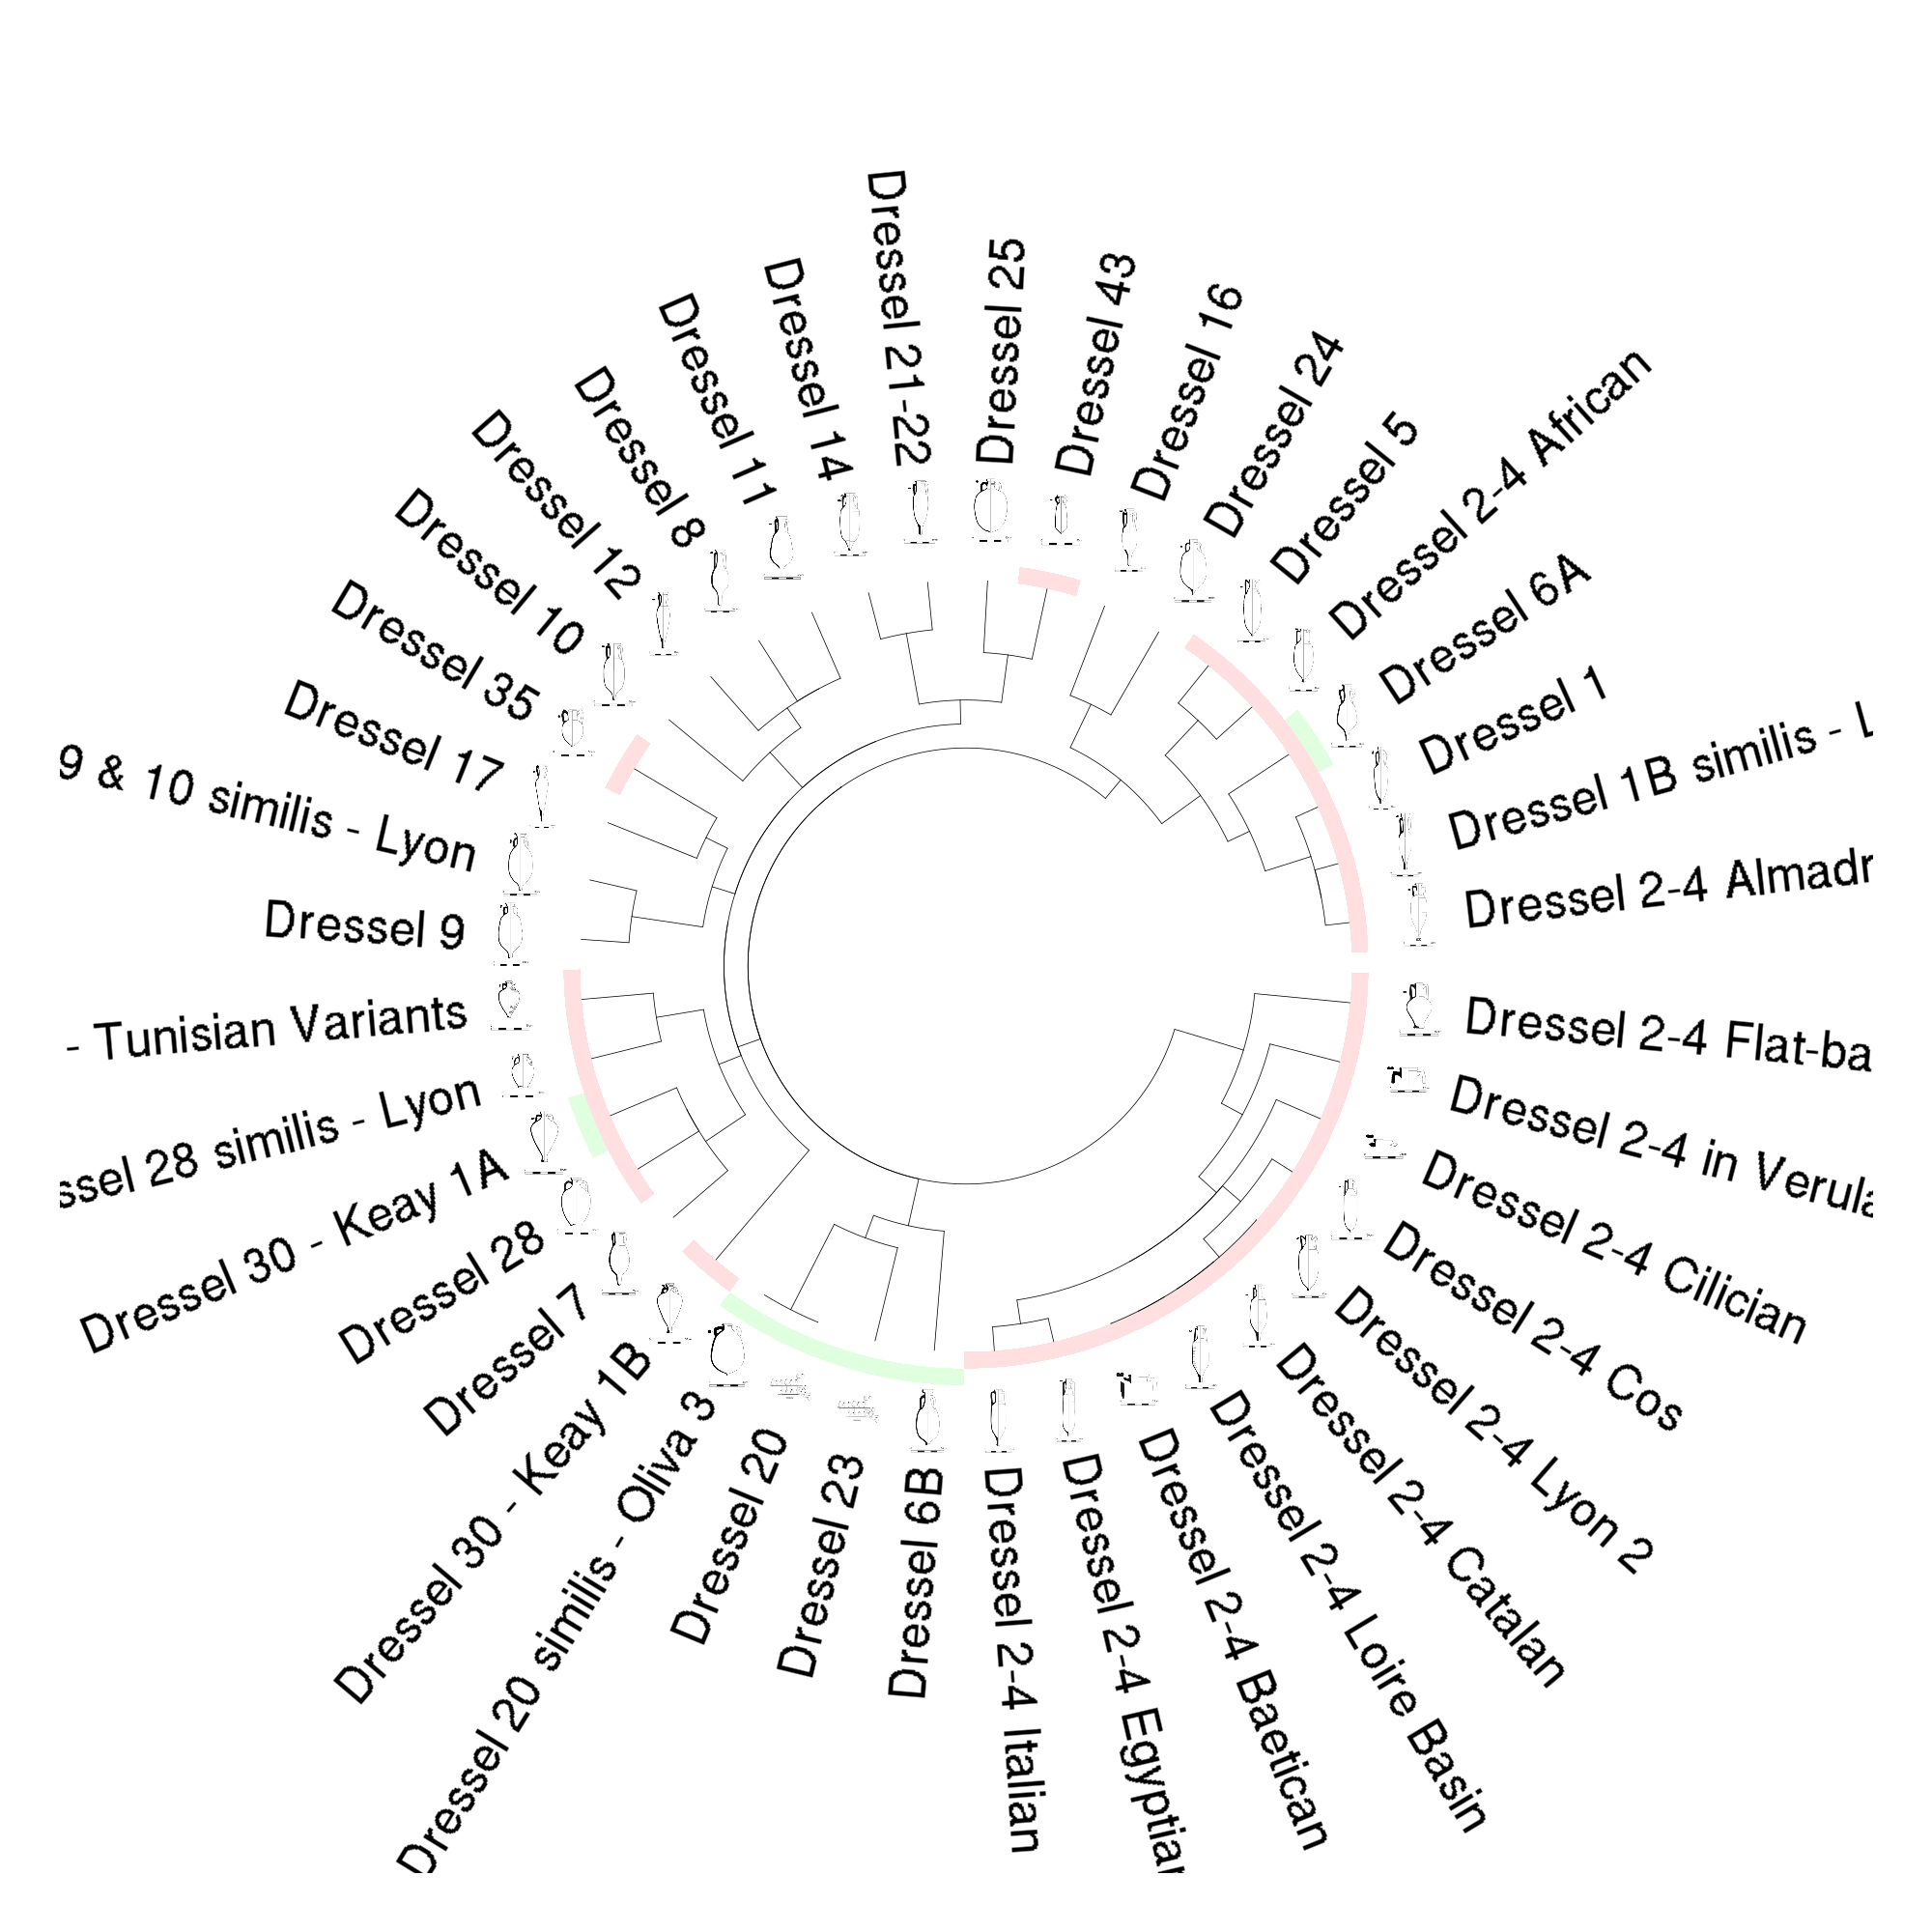 Dressel 21-22
Dressel 25
Dressel 43
Dressel 16
Dressel 24
Dressel 5
Dressel 2-4 African
Dressel 6A
Dressel 1
Dressel 1B similis -
Dressel 2-4
Dressel 2-4
Dressel 2-4 in
Dressel 2-4 Cilician
Dressel 2-4 Cos
Dressel 2-4 Lyon 2
Dressel 2-4 Catalan
Dressel 2-4 Loire Basin
Dressel 2-4 Baetican
Dressel 2-4 Egyptian
Dressel 2-4 Italian
Dressel 6B
Dressel 23
Dressel 20
Dressel 20 similis - Oliva 3
Dressel 30 - Keay 1B
Dressel 7
Dressel 28
Dressel 30 - Keay 1A
ssel 28 similis - Lyon
- Tunisian Variants
Dressel 9
9 & 10 similis - Lyon
Dressel 17
Dressel 35
Dressel 10
Dressel 12
Dressel 8
Dressel 11
Dressel 14